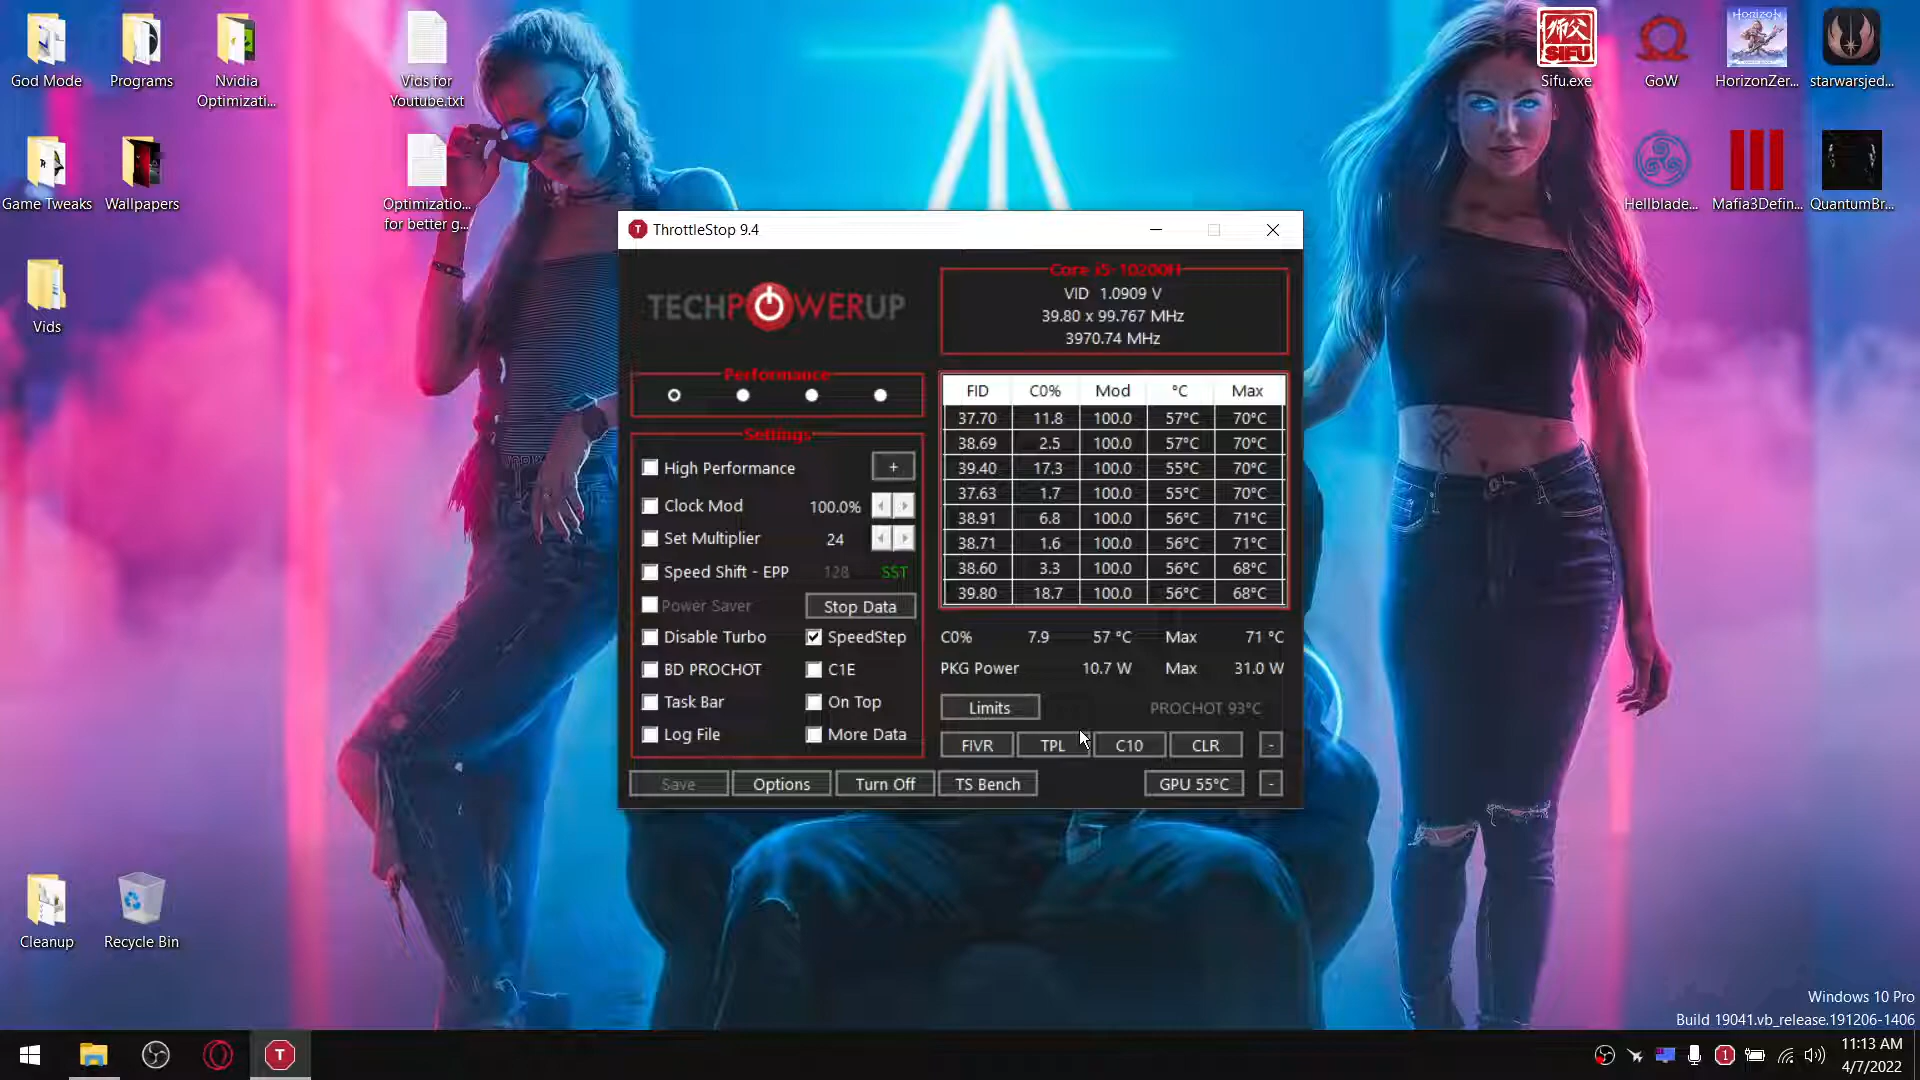 God Mode
Programs
Nvidia
Optimizati...
Vids for
Youtube.txt
Game Tweaks
Wallpapers
Optimizatio...
for better g...
Vids
Cleanup
Recycle Bin
师父
SIFU
Sifu.exe
GoW
HORIZON
HorizonZer...
starwarsjed...
Hellblade...
Mafia3Defin...
QuantumBr...
T
ThrottleStop 9.4
TECHPOWERUP
Core i5-10200H
VID 1.0909 V
39.80 x 99.767 MHz
3970.74 MHz
Performance
Settings
High Performance +
Clock Mod 100.0%
Set Multiplier 24
Speed Shift - EPP 128 SST
Power Saver Stop Data
Disable Turbo SpeedStep
BD PROCHOT C1E
Task Bar On Top
Log File More Data
FID C0% Mod °C Max
37.70 11.8 100.0 57°C 70°C
38.69 2.5 100.0 57°C 70°C
39.40 17.3 100.0 55°C 70°C
37.63 1.7 100.0 55°C 70°C
38.91 6.8 100.0 56°C 71°C
38.71 1.6 100.0 56°C 71°C
38.60 3.3 100.0 56°C 68°C
39.80 18.7 100.0 56°C 68°C
C0% 7.9 57 °C Max 71 °C
PKG Power 10.7 W Max 31.0 W
Limits PROCHOT 93°C
FIVR TPL C10 CLR -
Save Options Turn Off TS Bench GPU 55°C -
Windows 10 Pro
Build 19041.vb_release.191206-1406
T
1
11:13 AM
4/7/2022